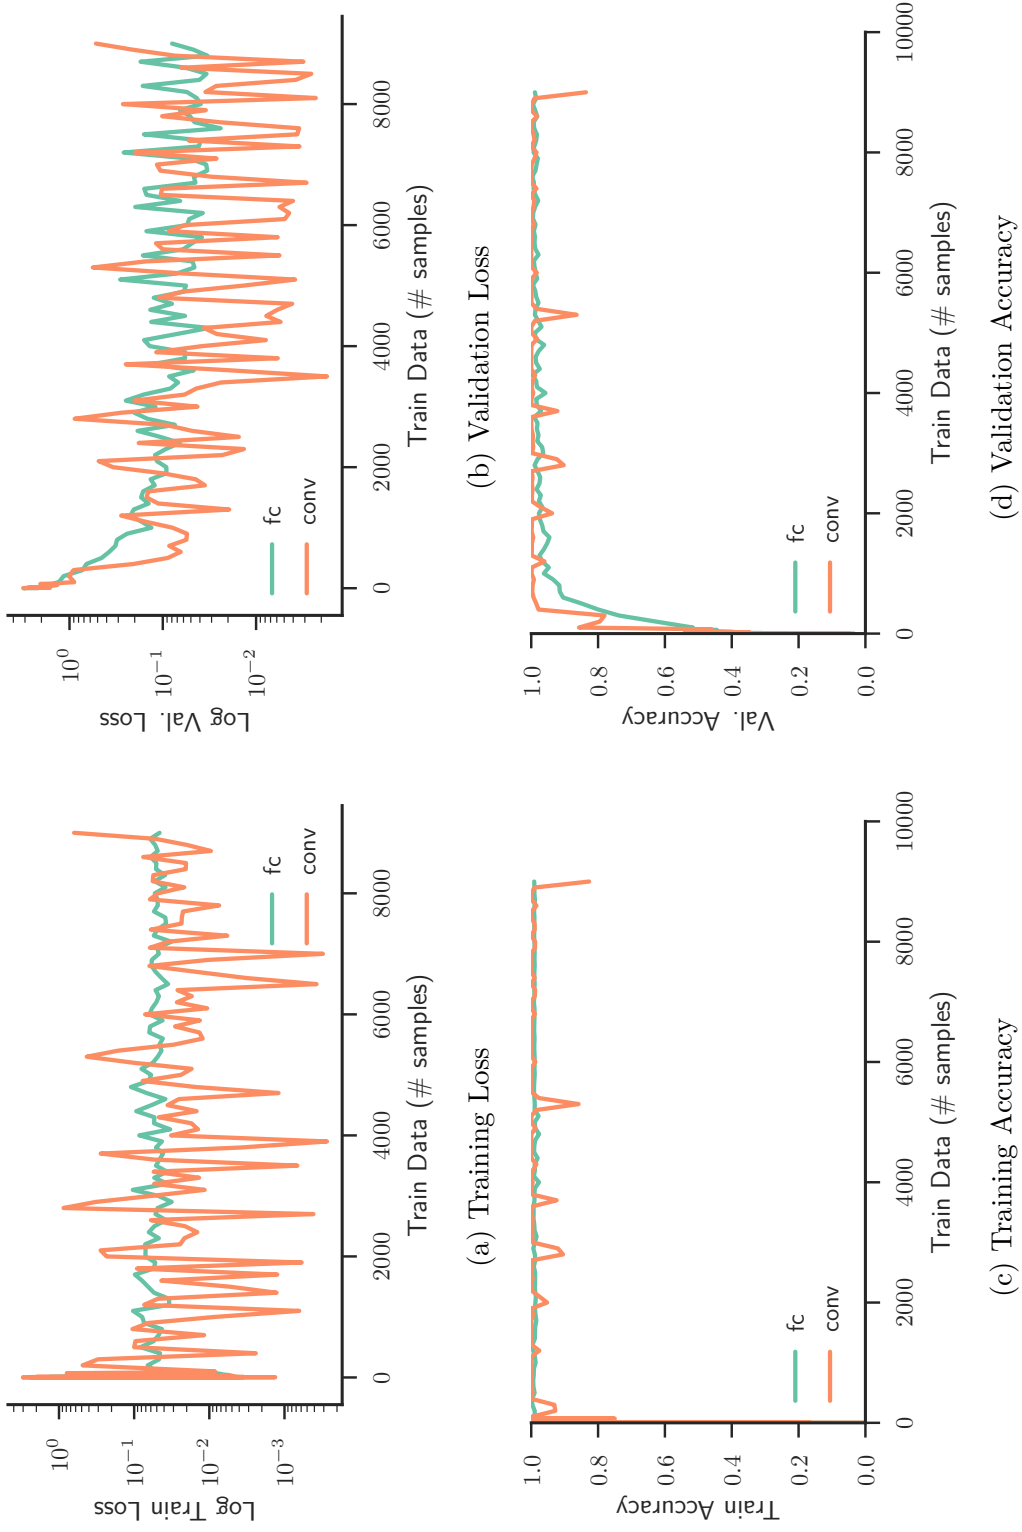 10⁰
10⁻¹
10⁻²
10⁻³
Log Train Loss
0
2000
4000
6000
8000
Train Data (# samples)
fc
conv
(a) Training Loss
10⁰
10⁻¹
10⁻²
Log Val. Loss
0
2000
4000
6000
8000
Train Data (# samples)
fc
conv
(b) Validation Loss
1.0
0.8
0.6
0.4
0.2
0.0
Train Accuracy
0
2000
4000
6000
8000
10000
Train Data (# samples)
fc
conv
(c) Training Accuracy
1.0
0.8
0.6
0.4
0.2
0.0
Val. Accuracy
0
2000
4000
6000
8000
10000
Train Data (# samples)
fc
conv
(d) Validation Accuracy